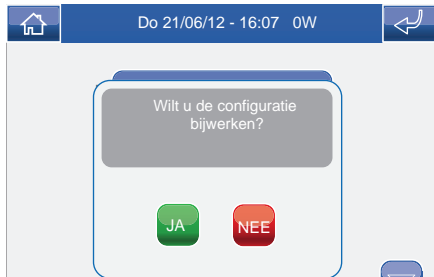 Do 21/06/12 - 16:07 0W
Wilt u de configuratie
bijwerken?
JA NEE